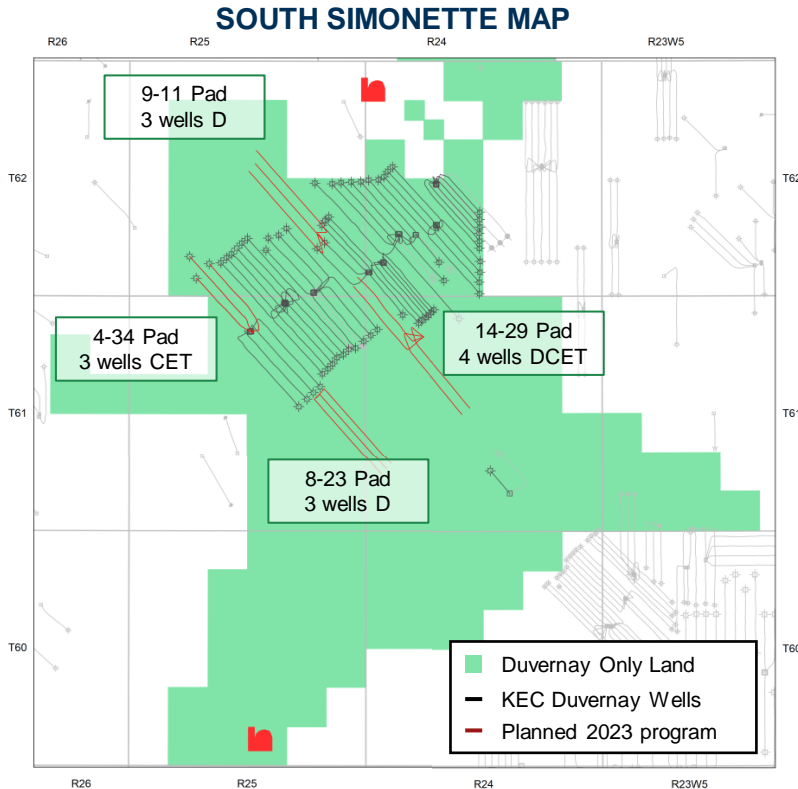 SOUTH SIMONETTE MAP
R26 R25 R24 R23W5
9-11 Pad
3 wells D
T62 T62
4-34 Pad
3 wells CET
14-29 Pad
4 wells DCET
T61 T61
8-23 Pad
3 wells D
T60 T60
Duvernay Only Land
KEC Duvernay Wells
Planned 2023 program
R26 R25 R24 R23W5